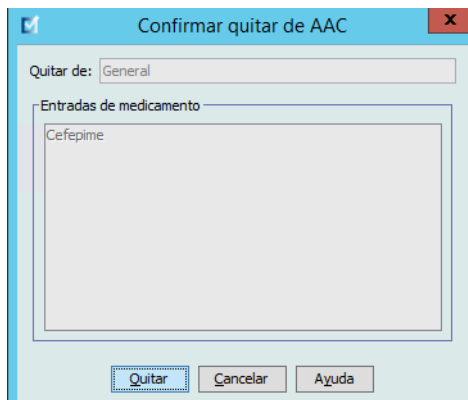 Confirmar quitar de AAC
x
Quitar de: General
Entradas de medicamento
Cefepime
Quitar Cancelar Ayuda